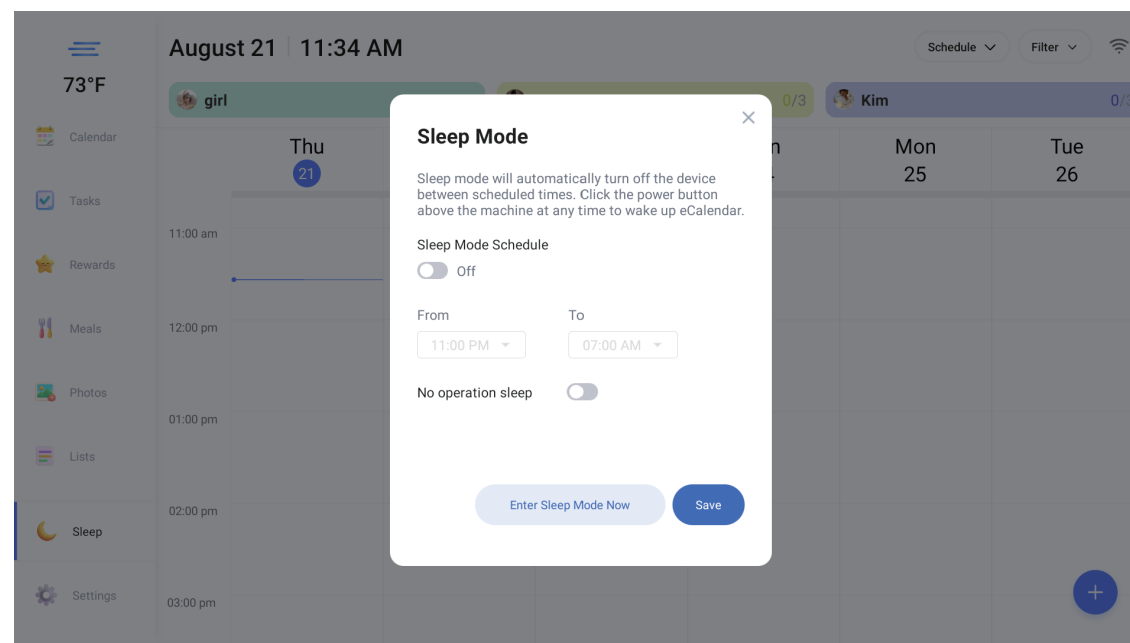 August 21 11:34 AM
Schedule
Filter
73°F
girl
0/3
Kim
Calendar
Thu
21
Mon
25
Tue
26
Tasks
11:00 am
Rewards
12:00 pm
Meals
Photos
01:00 pm
Lists
02:00 pm
Sleep
Settings
03:00 pm
Sleep Mode
Sleep mode will automatically turn off the device
between scheduled times. Click the power button
above the machine at any time to wake up eCalendar.
Sleep Mode Schedule
Off
From To
11:00 PM 07:00 AM
No operation sleep
Enter Sleep Mode Now
Save